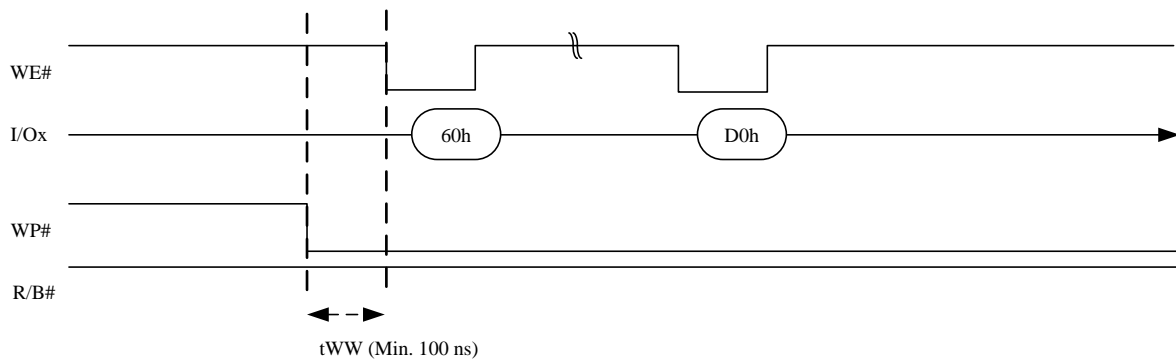 WE#
I/Ox
60h
D0h
WP#
R/B#
tWW (Min. 100 ns)